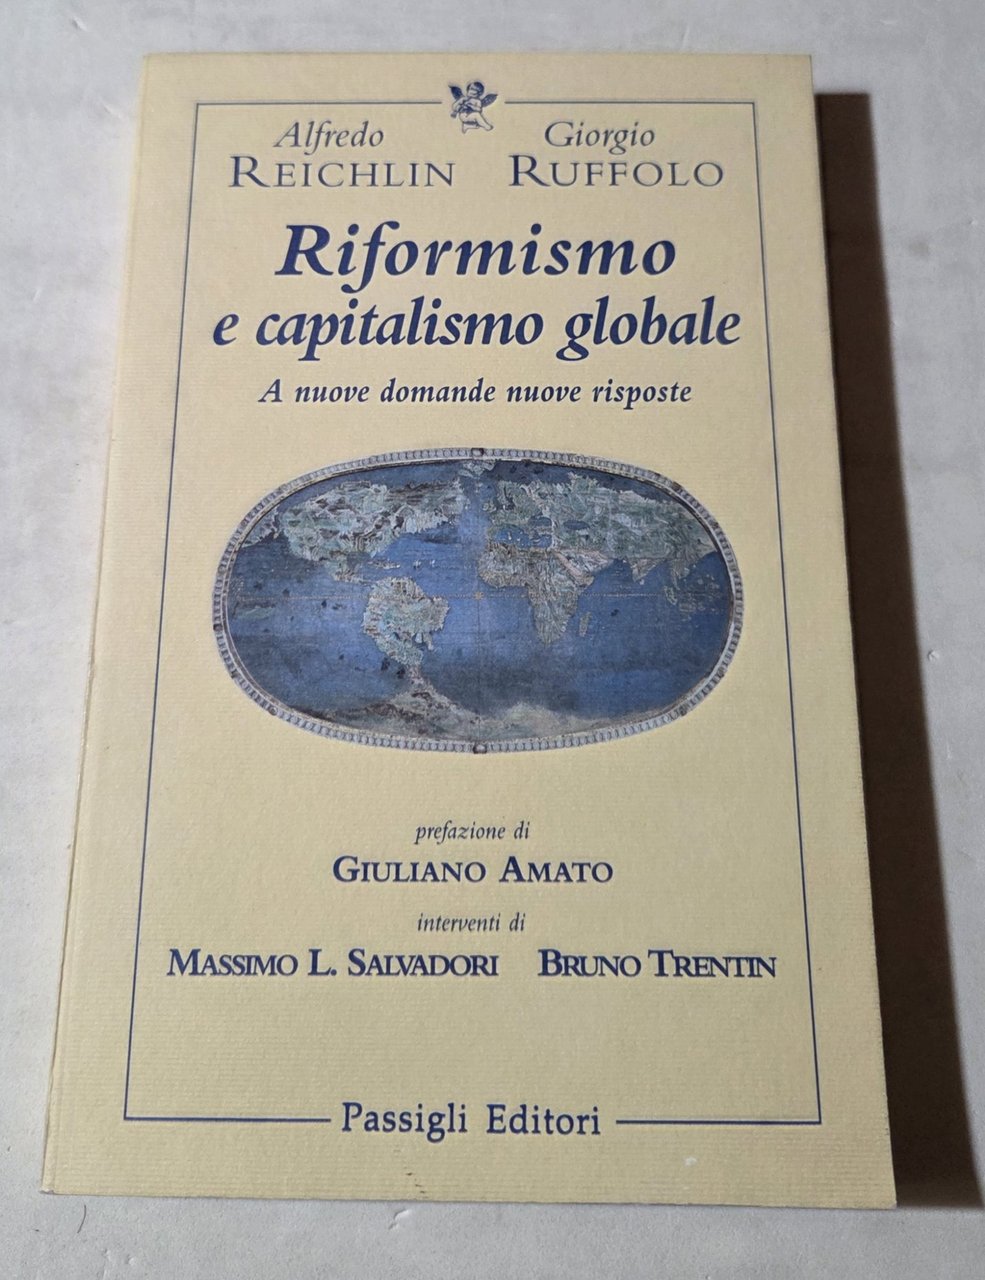 Alfredo Giorgio
REICHLIN RUFFOLO
Riformismo
e capitalismo globale
A nuove domande nuove risposte
prefazione di
GIULIANO AMATO
interventi di
MASSIMO L. SALVADORI BRUNO TRENTIN
Passigli Editori